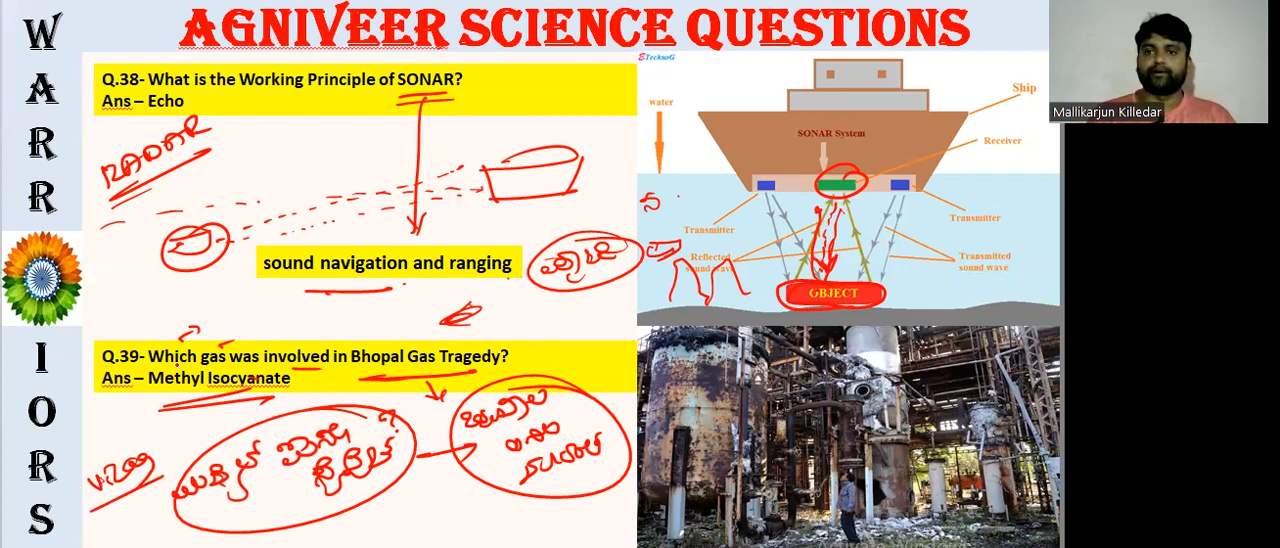 AGNIVEER SCIENCE QUESTIONS
WARRIORS
Q.38- What is the Working Principle of SONAR?
Ans – Echo
RADAR
sound navigation and ranging
Q.39- Which gas was involved in Bhopal Gas Tragedy?
Ans – Methyl Isocyanate
ETechnoG
water
Ship
SONAR System
Receiver
Transmitter
Transmitter
Reflected
sound wave
Transmitted
sound wave
OBJECT
Mallikarjun Killedar